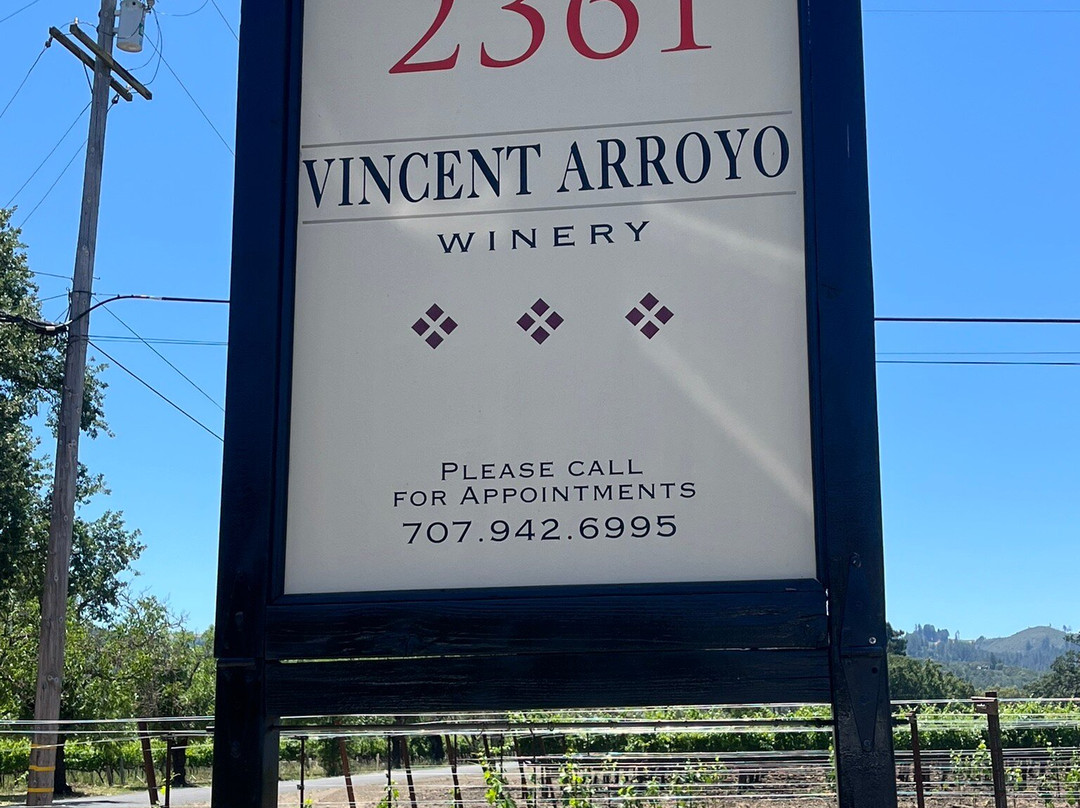 2361
VINCENT ARROYO
WINERY
PLEASE CALL
FOR APPOINTMENTS
707.942.6995